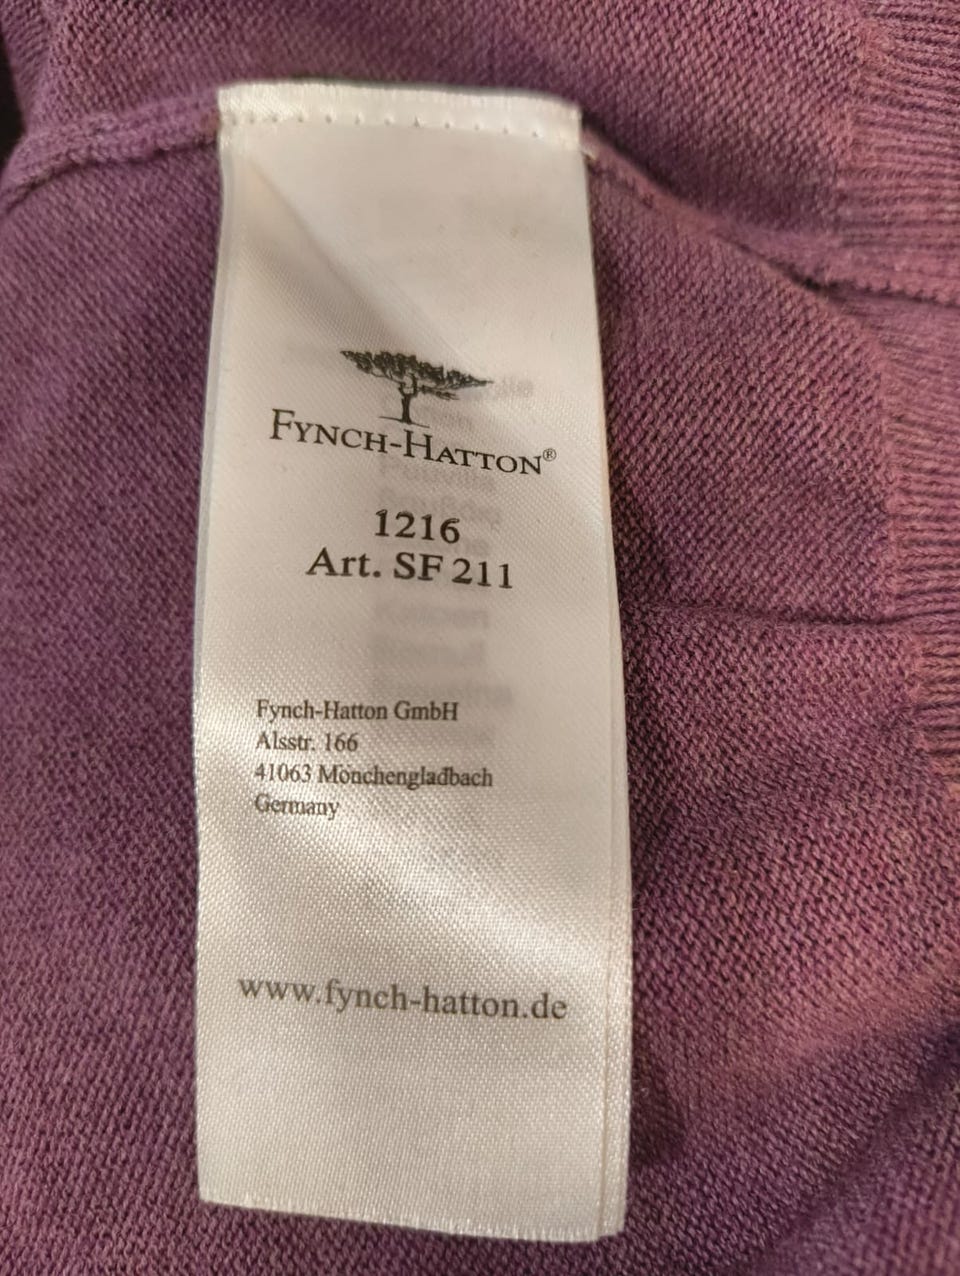 FYNCH-HATTON®
1216
Art. SF 211
Fynch-Hatton GmbH
Alsstr. 166
41063 Mönchengladbach
Germany
www.fynch-hatton.de